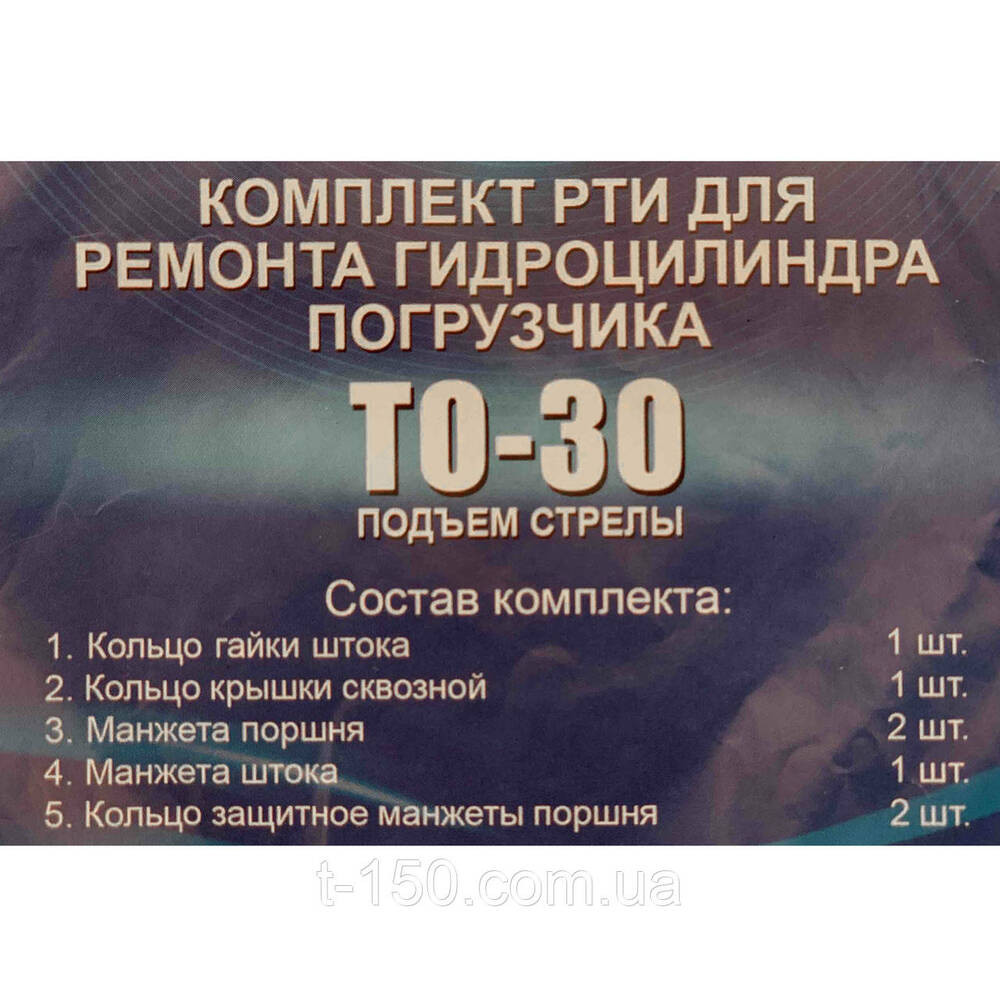 КОМПЛЕКТ РТИ ДЛЯ
РЕМОНТА ГИДРОЦИЛИНДРА
ПОГРУЗЧИКА
ТО-30
ПОДЪЕМ СТРЕЛЫ
Состав комплекта:
1. Кольцо гайки штока 1 шт.
2. Кольцо крышки сквозной 1 шт.
3. Манжета поршня 2 шт.
4. Манжета штока 1 шт.
5. Кольцо защитное манжеты поршня 2 шт.
t-150.com.ua